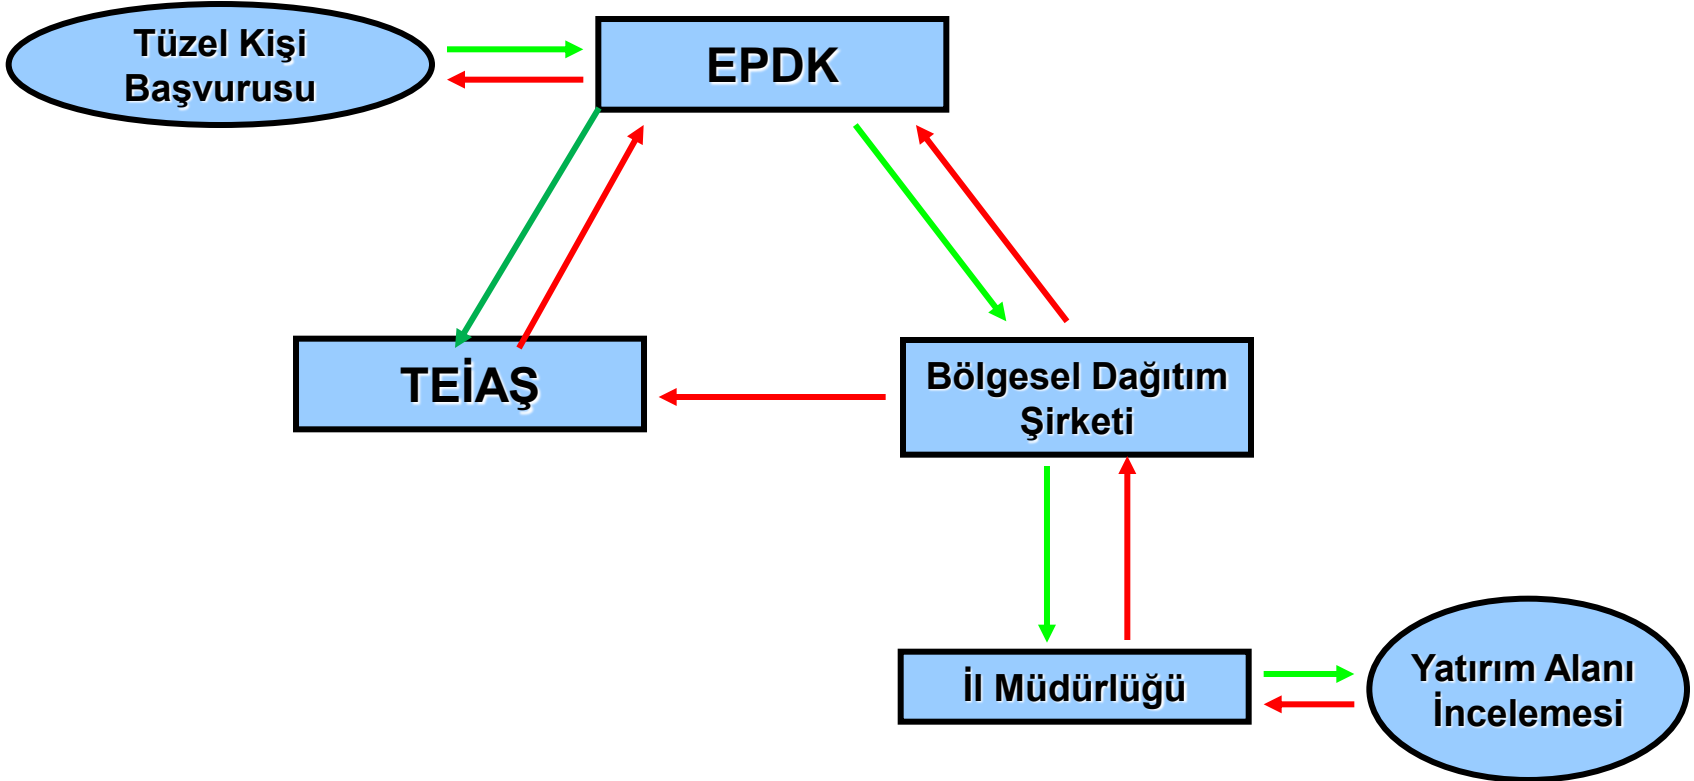 Tüzel Kişi
Başvurusu
EPDK
TEİAŞ
Bölgesel Dağıtım
Şirketi
İl Müdürlüğü
Yatırım Alanı
İncelemesi